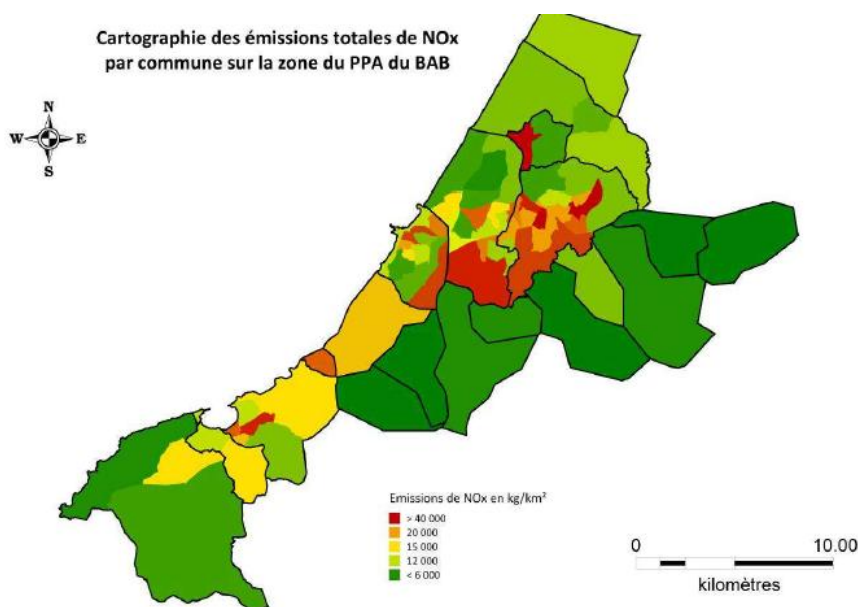 Cartographie des émissions totales de NOx
par commune sur la zone du PPA du BAB
N
W E
S
Emissions de NOx en kg/km²
> 40 000
20 000
15 000
12 000
< 6 000
0 10.00
kilomètres